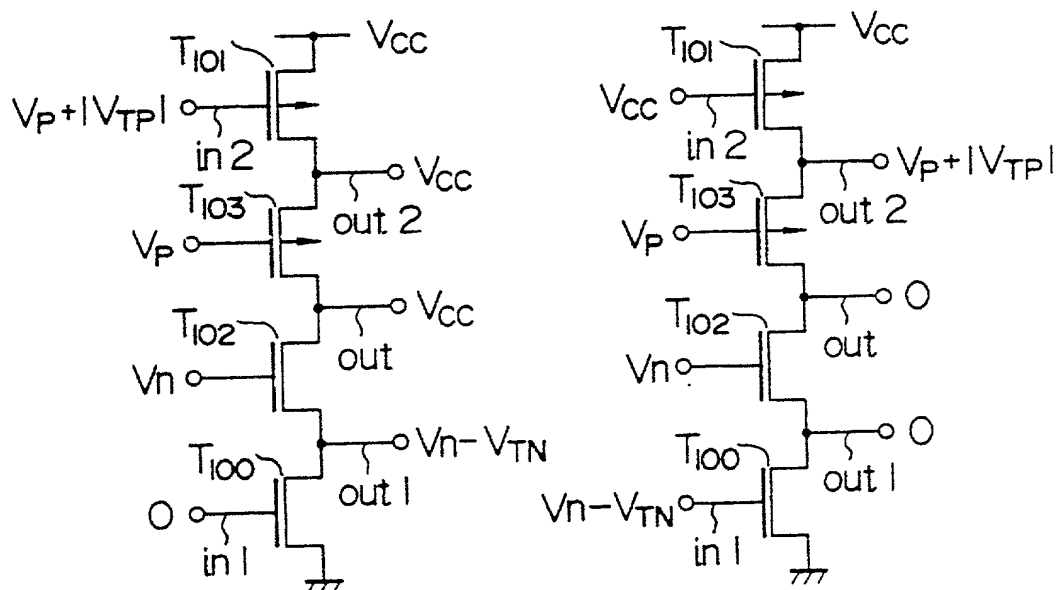 T101 VCC
VP+|VTP| in 2
out 2 VCC
T103
VP
out VCC
T102
Vn
out 1 Vn-VTN
T100
0 in 1
T101 VCC
VCC in 2
out 2 VP+|VTP|
T103
VP
out 0
T102
Vn
out 1 0
T100
Vn-VTN in 1